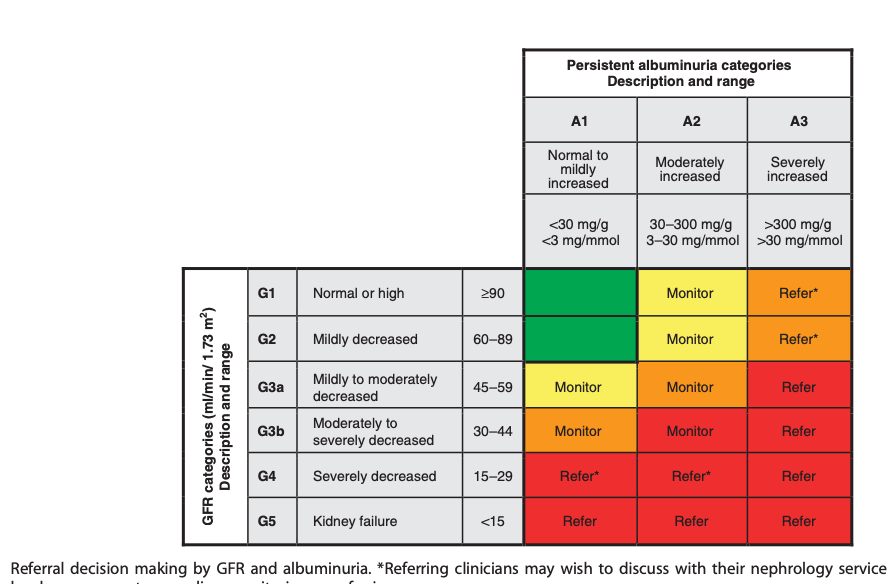 Persistent albuminuria categories
Description and range
A1 A2 A3
Normal to
mildly
increased
Moderately
increased
Severely
increased
<30 mg/g
<3 mg/mmol
30–300 mg/g
3–30 mg/mmol
>300 mg/g
>30 mg/mmol
GFR categories (ml/min/ 1.73 m²)
Description and range
G1 Normal or high ≥90 Monitor Refer*
G2 Mildly decreased 60–89 Monitor Refer*
G3a Mildly to moderately
decreased 45–59 Monitor Monitor Refer
G3b Moderately to
severely decreased 30–44 Monitor Monitor Refer
G4 Severely decreased 15–29 Refer* Refer* Refer
G5 Kidney failure <15 Refer Refer Refer
Referral decision making by GFR and albuminuria. *Referring clinicians may wish to discuss with their nephrology service